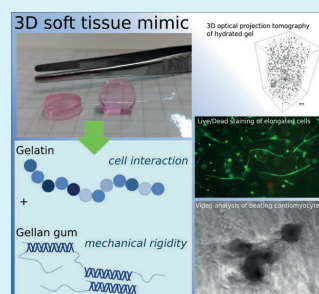 3D soft tissue mimic
Gelatin
cell interaction
+
Gellan gum
mechanical rigidity
3D optical projection tomography
of hydrated gel
Live/Dead staining of elongated cells
Video analysis of beating cardiomyocytes